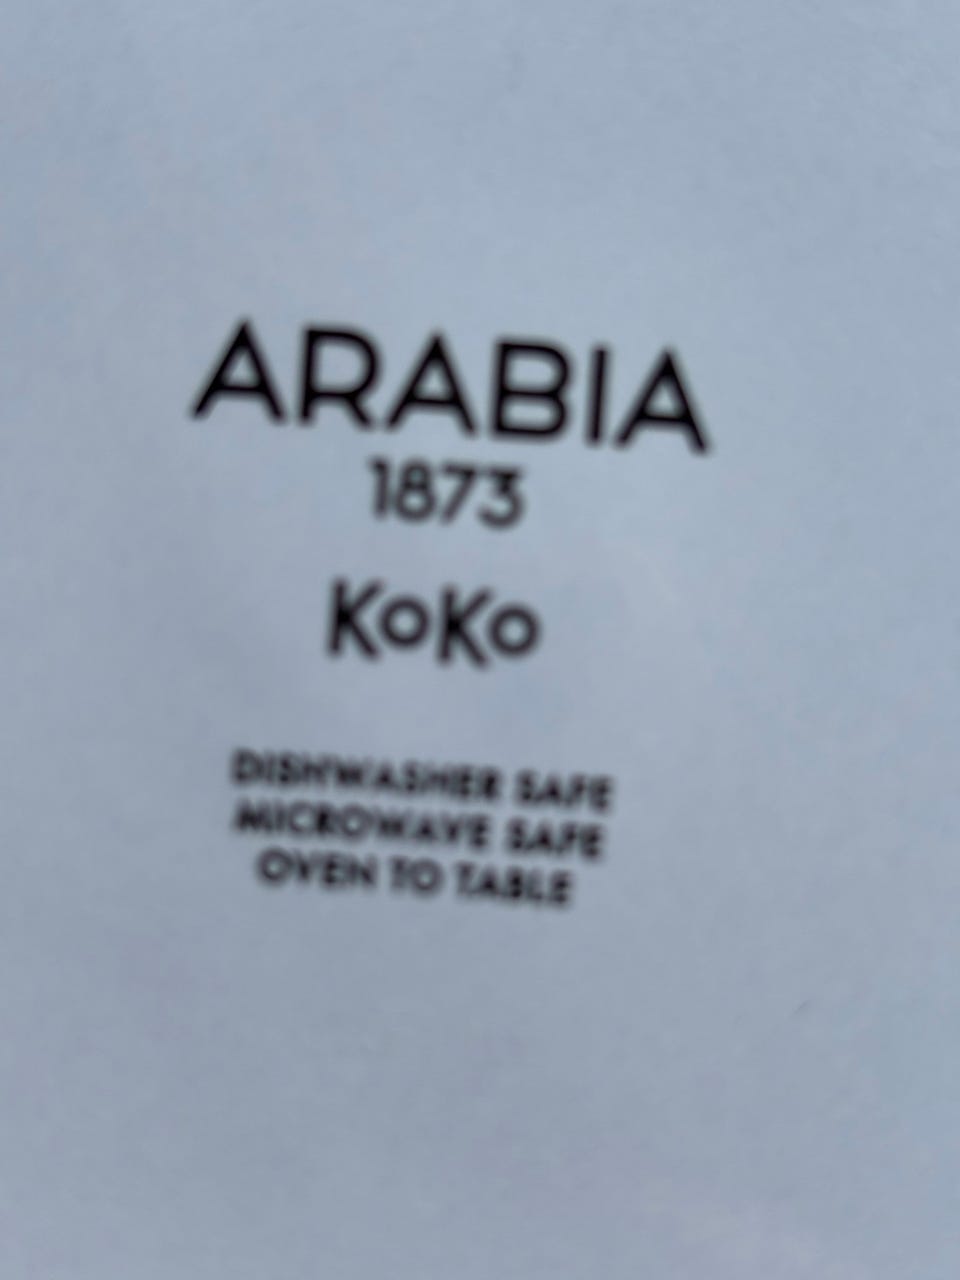 ARABIA
1873
KoKo
DISHWASHER SAFE
MICROWAVE SAFE
OVEN TO TABLE